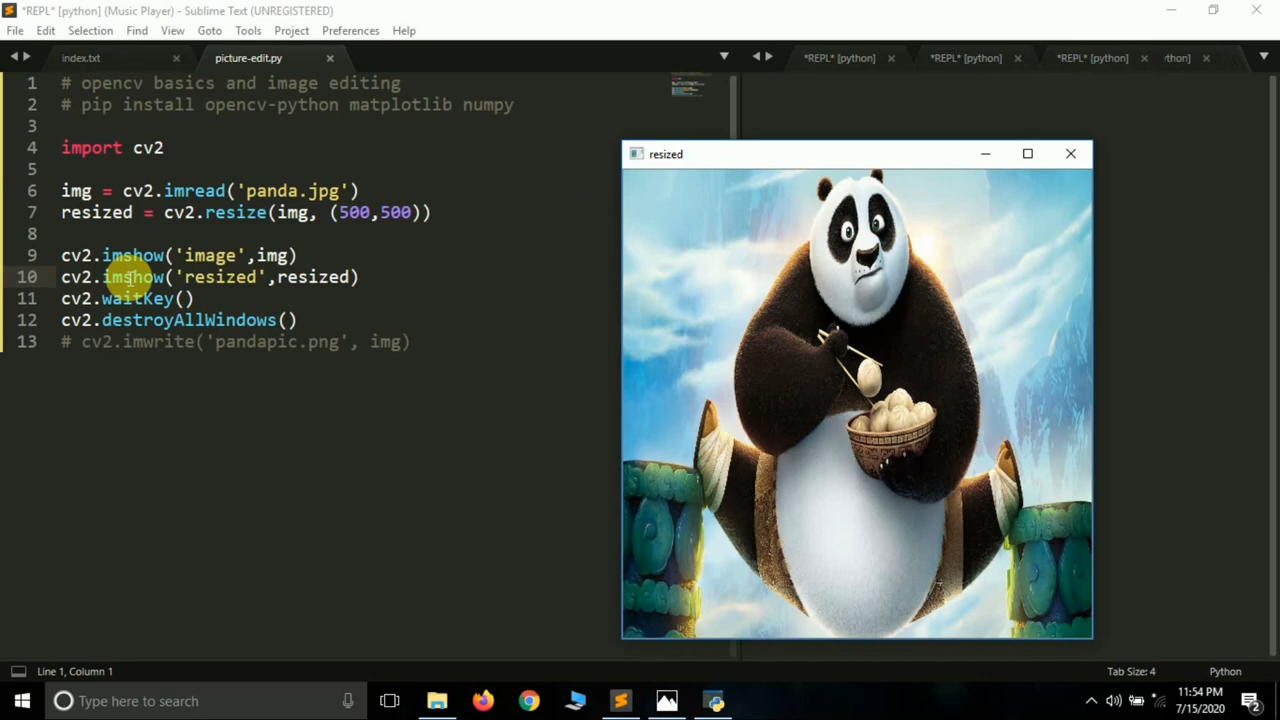 *REPL* [python] (Music Player) - Sublime Text (UNREGISTERED)
File Edit Selection Find View Goto Tools Project Preferences Help
index.txt picture-edit.py *REPL* [python] *REPL* [python] *REPL* [python] thon]
1 # opencv basics and image editing
2 # pip install opencv-python matplotlib numpy
3
4 import cv2
5
6 img = cv2.imread('panda.jpg')
7 resized = cv2.resize(img, (500,500))
8
9 cv2.imshow('image',img)
10 cv2.imshow('resized',resized)
11 cv2.waitKey()
12 cv2.destroyAllWindows()
13 # cv2.imwrite('pandapic.png', img)
resized
Line 1, Column 1 Tab Size: 4 Python
Type here to search 11:54 PM
7/15/2020 2